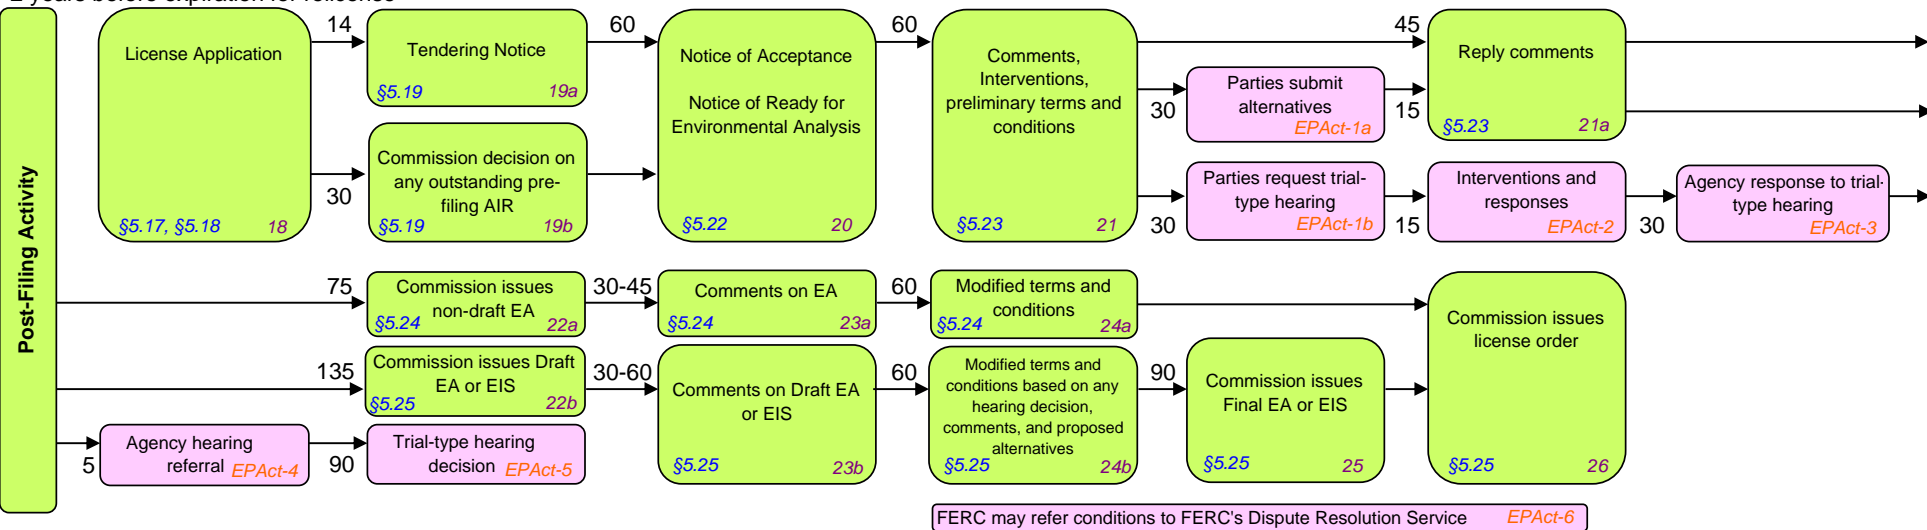 2 years before expiration for relicense
Post-Filing Activity
License Application
§5.17, §5.18 18
14
30
Tendering Notice
§5.19 19a
Commission decision on
any outstanding pre-
filing AIR
§5.19 19b
60
Notice of Acceptance
Notice of Ready for
Environmental Analysis
§5.22 20
60
Comments,
Interventions,
preliminary terms and
conditions
§5.23 21
45
30
Parties submit
alternatives
EPAct-1a
15
Reply comments
§5.23 21a
30
Parties request trial-
type hearing
EPAct-1b
15
Interventions and
responses
EPAct-2
30
Agency response to trial-
type hearing
EPAct-3
75
Commission issues
non-draft EA
§5.24 22a
30-45
Comments on EA
§5.24 23a
60
Modified terms and
conditions
§5.24 24a
135
Commission issues Draft
EA or EIS
§5.25 22b
30-60
Comments on Draft EA
or EIS
§5.25 23b
60
Modified terms and
conditions based on any
hearing decision,
comments, and proposed
alternatives
§5.25 24b
90
Commission issues
Final EA or EIS
§5.25 25
Commission issues
license order
§5.25 26
5
Agency hearing
referral EPAct-4
90
Trial-type hearing
decision EPAct-5
FERC may refer conditions to FERC's Dispute Resolution Service EPAct-6